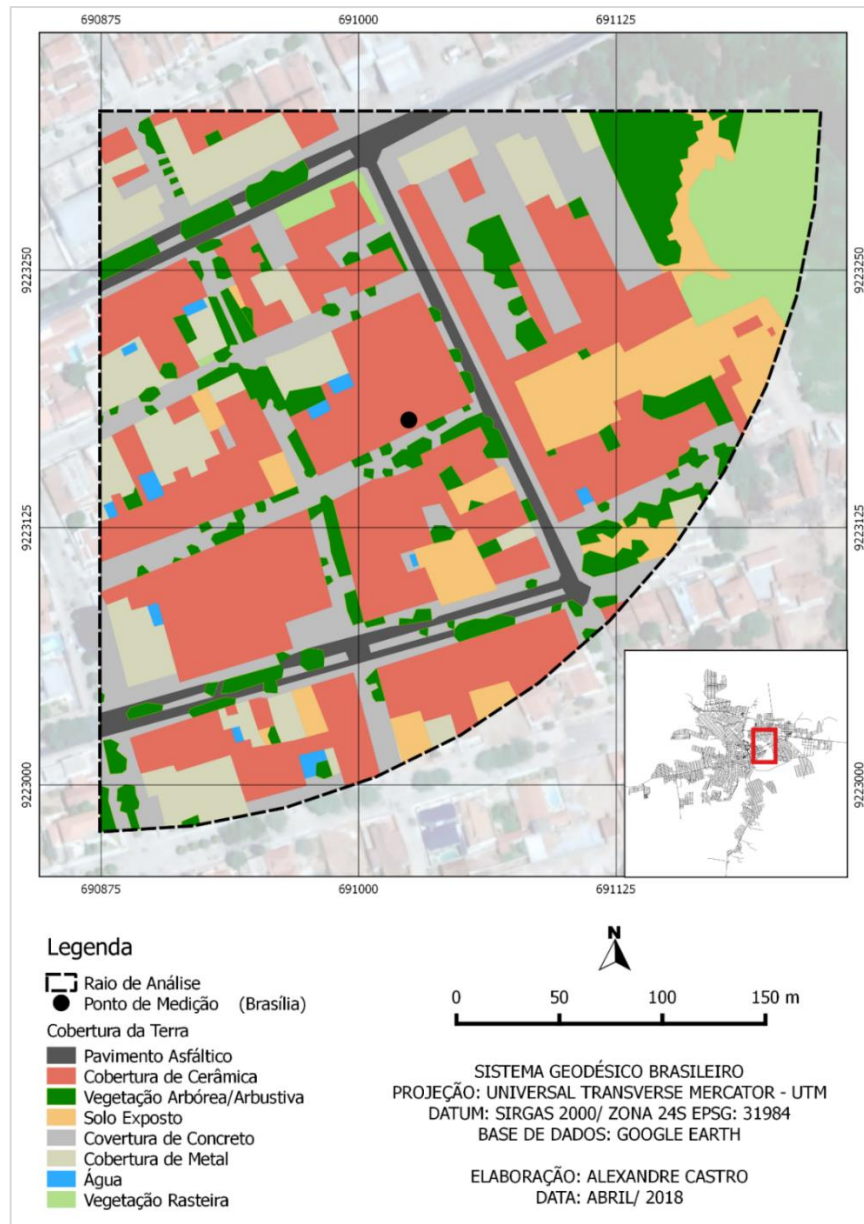 690875 691000 691125
9223250 9223250
9223125 9223125
9223000 9223000
690875 691000 691125
Legenda
Raio de Análise
Ponto de Medição (Brasília)
Cobertura da Terra
Pavimento Asfáltico
Cobertura de Cerâmica
Vegetação Arbórea/Arbustiva
Solo Exposto
Covertura de Concreto
Cobertura de Metal
Água
Vegetação Rasteira
N
0 50 100 150 m
SISTEMA GEODÉSICO BRASILEIRO
PROJEÇÃO: UNIVERSAL TRANSVERSE MERCATOR - UTM
DATUM: SIRGAS 2000/ ZONA 24S EPSG: 31984
BASE DE DADOS: GOOGLE EARTH
ELABORAÇÃO: ALEXANDRE CASTRO
DATA: ABRIL/ 2018